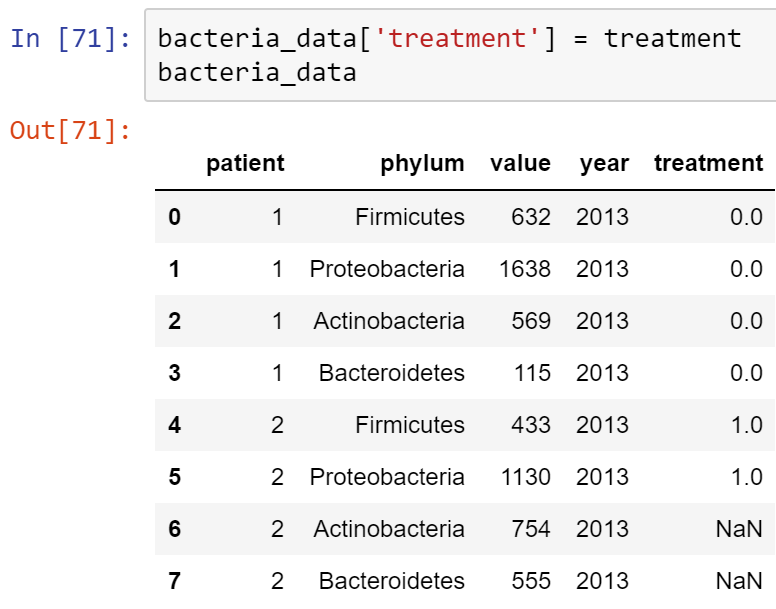 In [71]: bacteria_data['treatment'] = treatment
bacteria_data
Out[71]:
patient phylum value year treatment
0 1 Firmicutes 632 2013 0.0
1 1 Proteobacteria 1638 2013 0.0
2 1 Actinobacteria 569 2013 0.0
3 1 Bacteroidetes 115 2013 0.0
4 2 Firmicutes 433 2013 1.0
5 2 Proteobacteria 1130 2013 1.0
6 2 Actinobacteria 754 2013 NaN
7 2 Bacteroidetes 555 2013 NaN